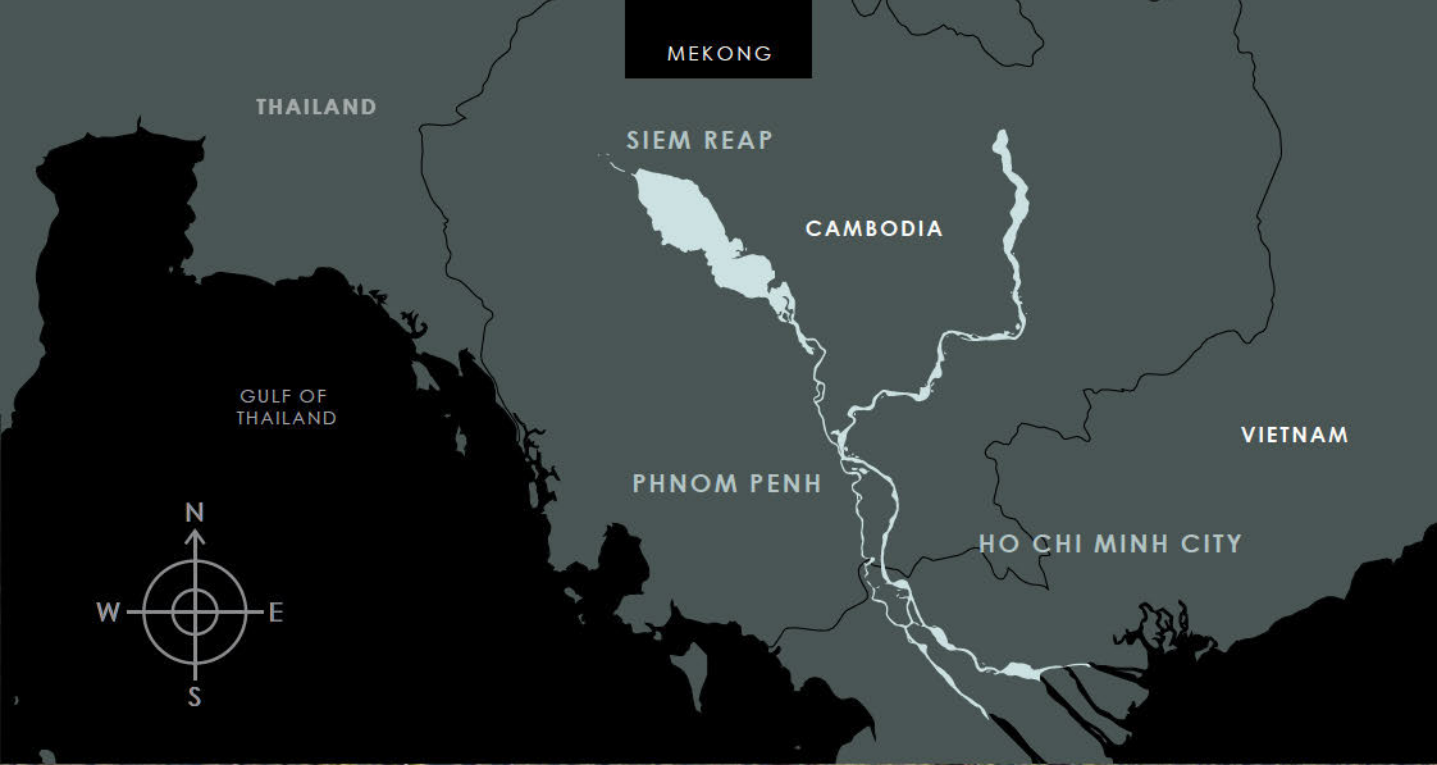 MEKONG
THAILAND
SIEM REAP
CAMBODIA
GULF OF
THAILAND
VIETNAM
PHNOM PENH
N
HO CHI MINH CITY
W E
S